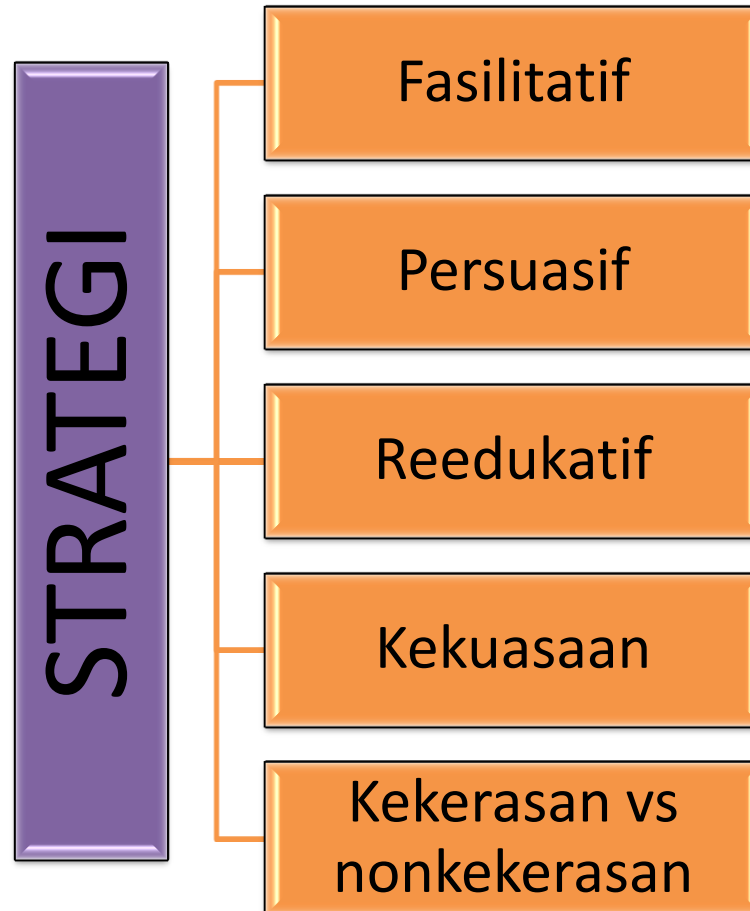 STRATEGI
Fasilitatif
Persuasif
Reedukatif
Kekuasaan
Kekerasan vs
nonkekerasan